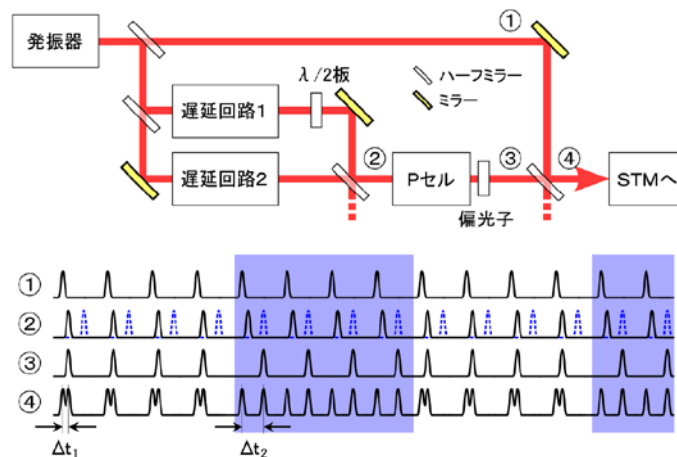 発振器
①
λ/2板
ハーフミラー
ミラー
遅延回路1
遅延回路2
②
Pセル
③
④
STMへ
偏光子
①
②
③
④
Δt₁
Δt₂